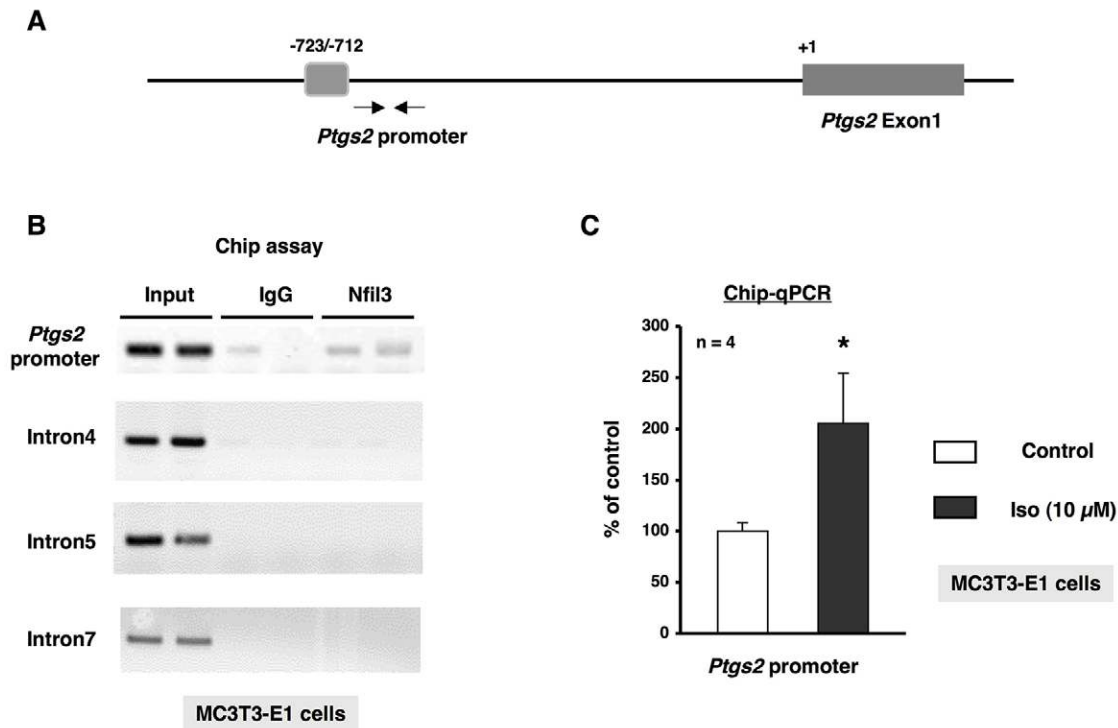 A
-723/-712
+1
Ptgs2 promoter
Ptgs2 Exon1
B
Chip assay
Input IgG Nfil3
Ptgs2
promoter
Intron4
Intron5
Intron7
MC3T3-E1 cells
C
Chip-qPCR
n = 4
*
% of control
300
250
200
150
100
50
0
Ptgs2 promoter
Control
Iso (10 µM)
MC3T3-E1 cells